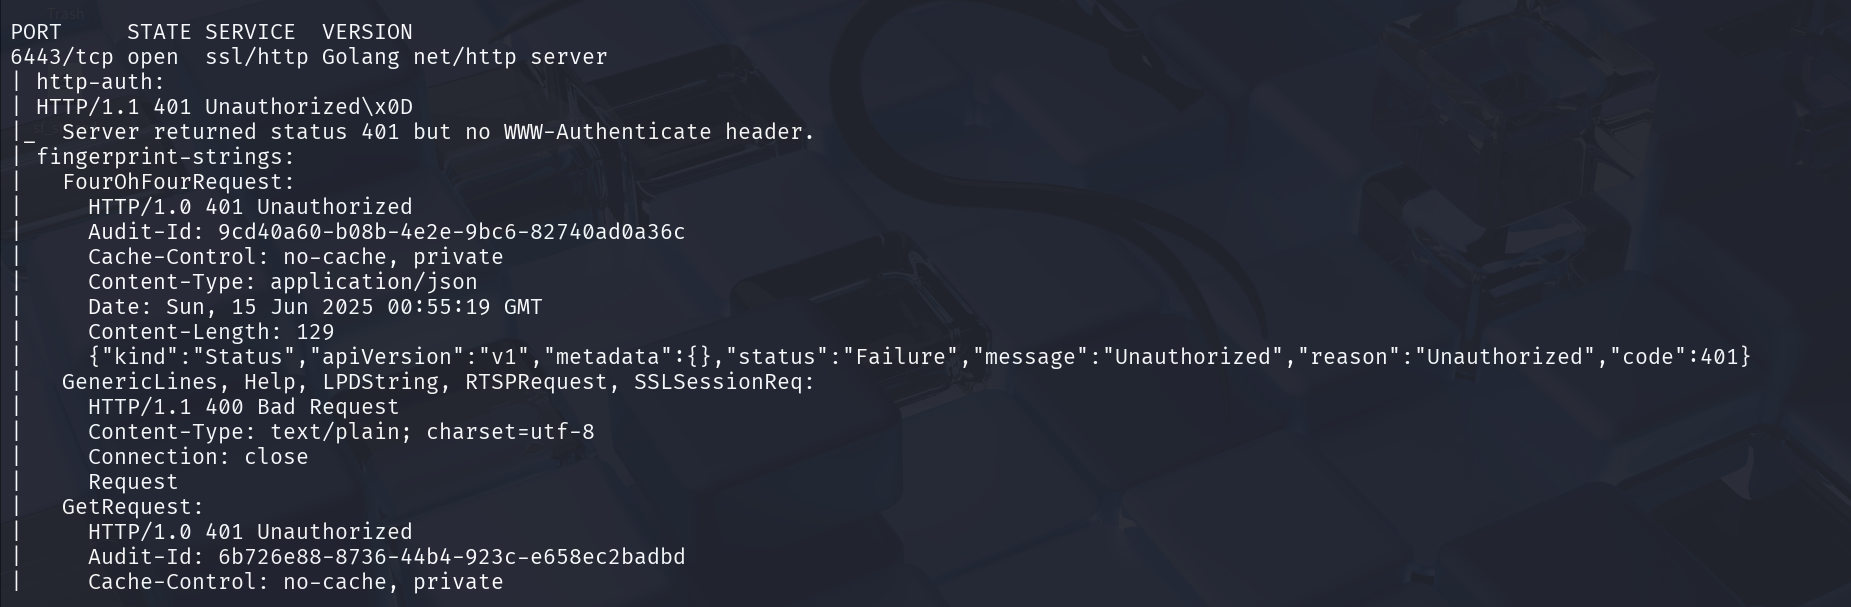 PORT     STATE SERVICE  VERSION
6443/tcp open  ssl/http Golang net/http server
| http-auth:
| HTTP/1.1 401 Unauthorized\x0D
|_  Server returned status 401 but no WWW-Authenticate header.
| fingerprint-strings:
|   FourOhFourRequest:
|     HTTP/1.0 401 Unauthorized
|     Audit-Id: 9cd40a60-b08b-4e2e-9bc6-82740ad0a36c
|     Cache-Control: no-cache, private
|     Content-Type: application/json
|     Date: Sun, 15 Jun 2025 00:55:19 GMT
|     Content-Length: 129
|     {"kind":"Status","apiVersion":"v1","metadata":{},"status":"Failure","message":"Unauthorized","reason":"Unauthorized","code":401}
|   GenericLines, Help, LPDString, RTSPRequest, SSLSessionReq:
|     HTTP/1.1 400 Bad Request
|     Content-Type: text/plain; charset=utf-8
|     Connection: close
|     Request
|   GetRequest:
|     HTTP/1.0 401 Unauthorized
|     Audit-Id: 6b726e88-8736-44b4-923c-e658ec2badbd
|     Cache-Control: no-cache, private